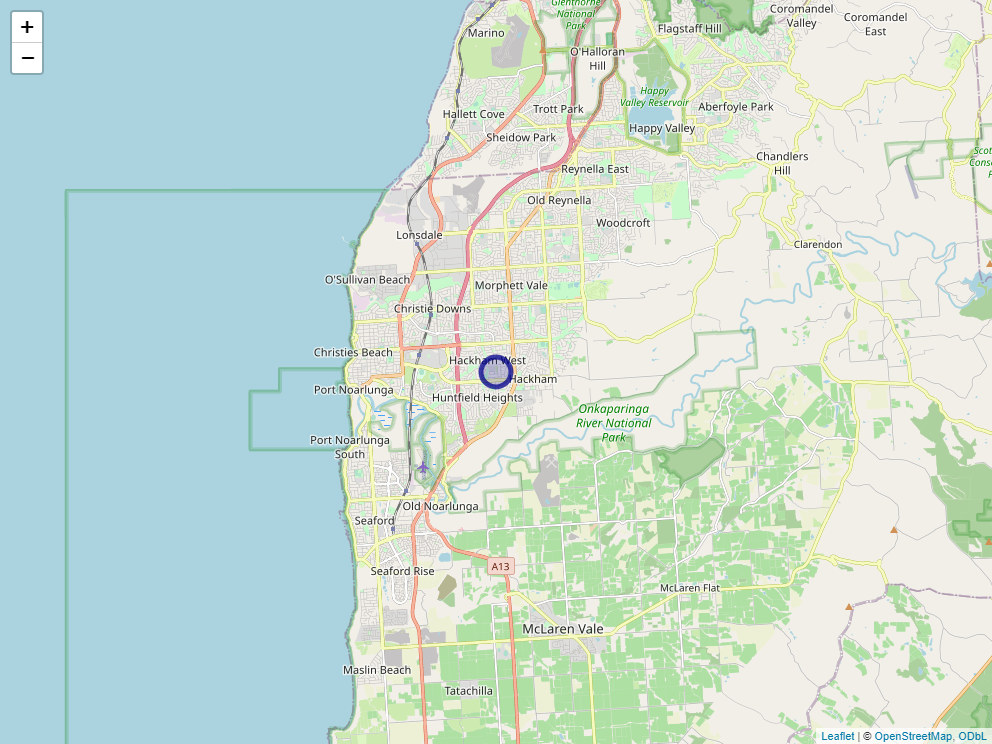 +
−
Glenthorne
National
Park
Marino
Flagstaff Hill
Coromandel
Valley
Coromandel
East
O'Halloran
Hill
Happy
Valley Reservoir
Aberfoyle Park
Trott Park
Hallett Cove
Happy Valley
Sheidow Park
Chandlers
Hill
Reynella East
Old Reynella
Woodcroft
Lonsdale
Clarendon
O'Sullivan Beach
Morphett Vale
Christie Downs
Christies Beach
Hackham West
Hackham
Port Noarlunga
Huntfield Heights
Onkaparinga
River National
Park
Port Noarlunga
South
Old Noarlunga
Seaford
A13
Seaford Rise
McLaren Flat
McLaren Vale
Maslin Beach
Tatachilla
Leaflet | © OpenStreetMap, ODbL